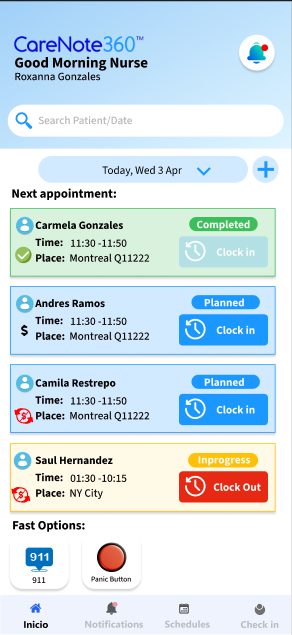 CareNote360™
Good Morning Nurse
Roxanna Gonzales
Search Patient/Date
Today, Wed 3 Apr
Next appointment:
Carmela Gonzales
Completed
Time: 11:30 -11:50
Place: Montreal Q11222
Clock in
Andres Ramos
Planned
Time: 11:30 -11:50
$
Place: Montreal Q11222
Clock in
Camila Restrepo
Planned
Time: 11:30 -11:50
$
Place: Montreal Q11222
Clock in
Saul Hernandez
Inprogress
Time: 01:30 -10:15
$
Place: NY City
Clock Out
Fast Options:
911
911
Panic Button
Inicio
Notifications
Schedules
Check in